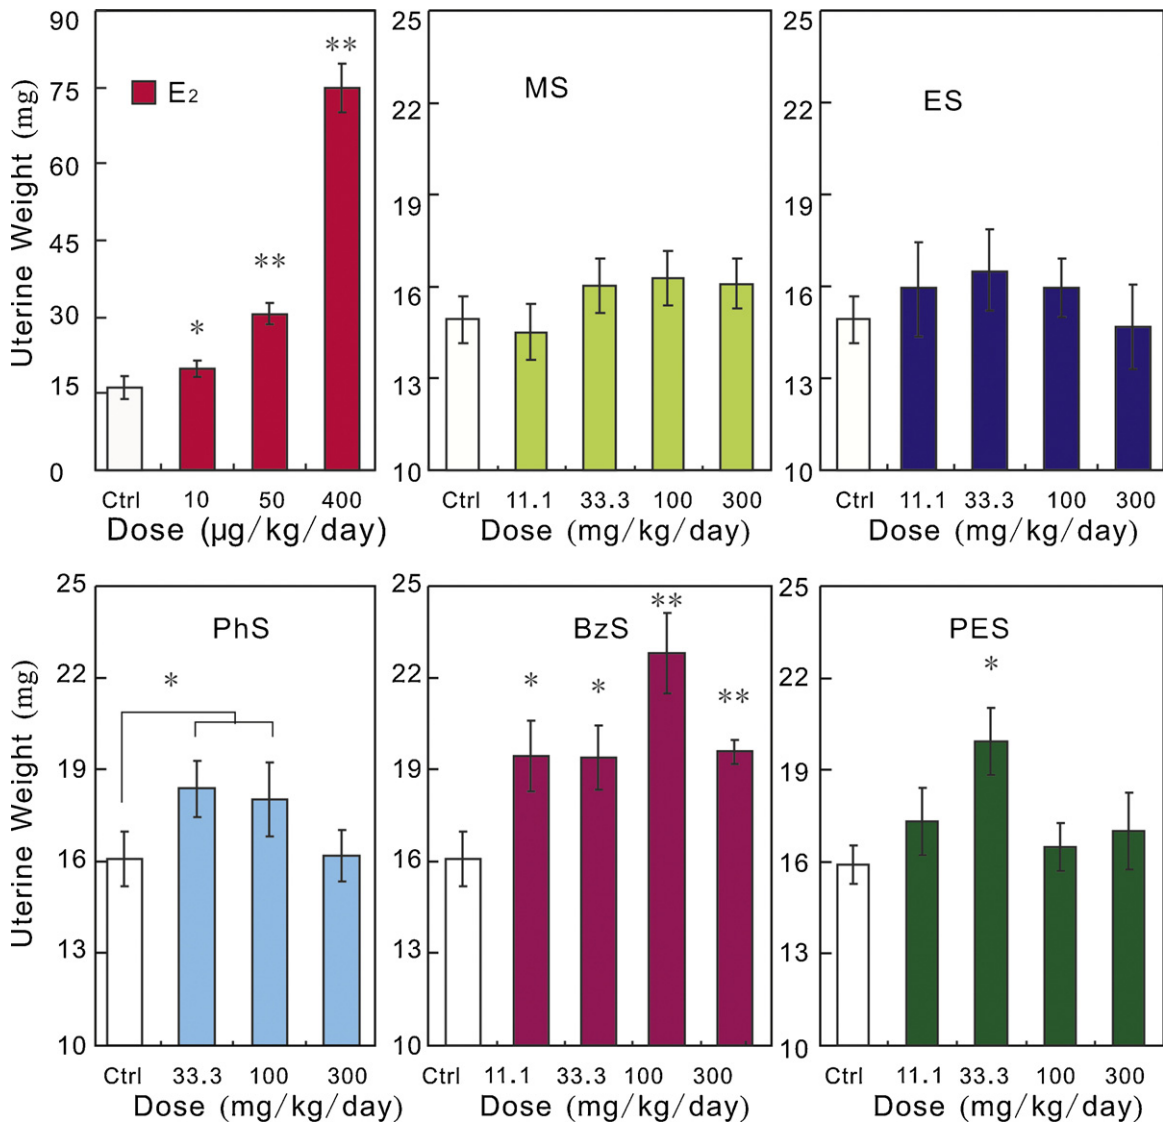 Uterine Weight (mg)
90
75
60
45
30
15
0
E2
*
**
**
Ctrl 10 50 400
Dose (µg/kg/day)
25
22
19
16
13
10
MS
Ctrl 11.1 33.3 100 300
Dose (mg/kg/day)
25
22
19
16
13
10
ES
Ctrl 11.1 33.3 100 300
Dose (mg/kg/day)
Uterine Weight (mg)
25
22
19
16
13
10
PhS
*
Ctrl 33.3 100 300
Dose (mg/kg/day)
25
22
19
16
13
10
BzS
*
*
**
**
Ctrl 11.1 33.3 100 300
Dose (mg/kg/day)
25
22
19
16
13
10
PES
*
Ctrl 11.1 33.3 100 300
Dose (mg/kg/day)